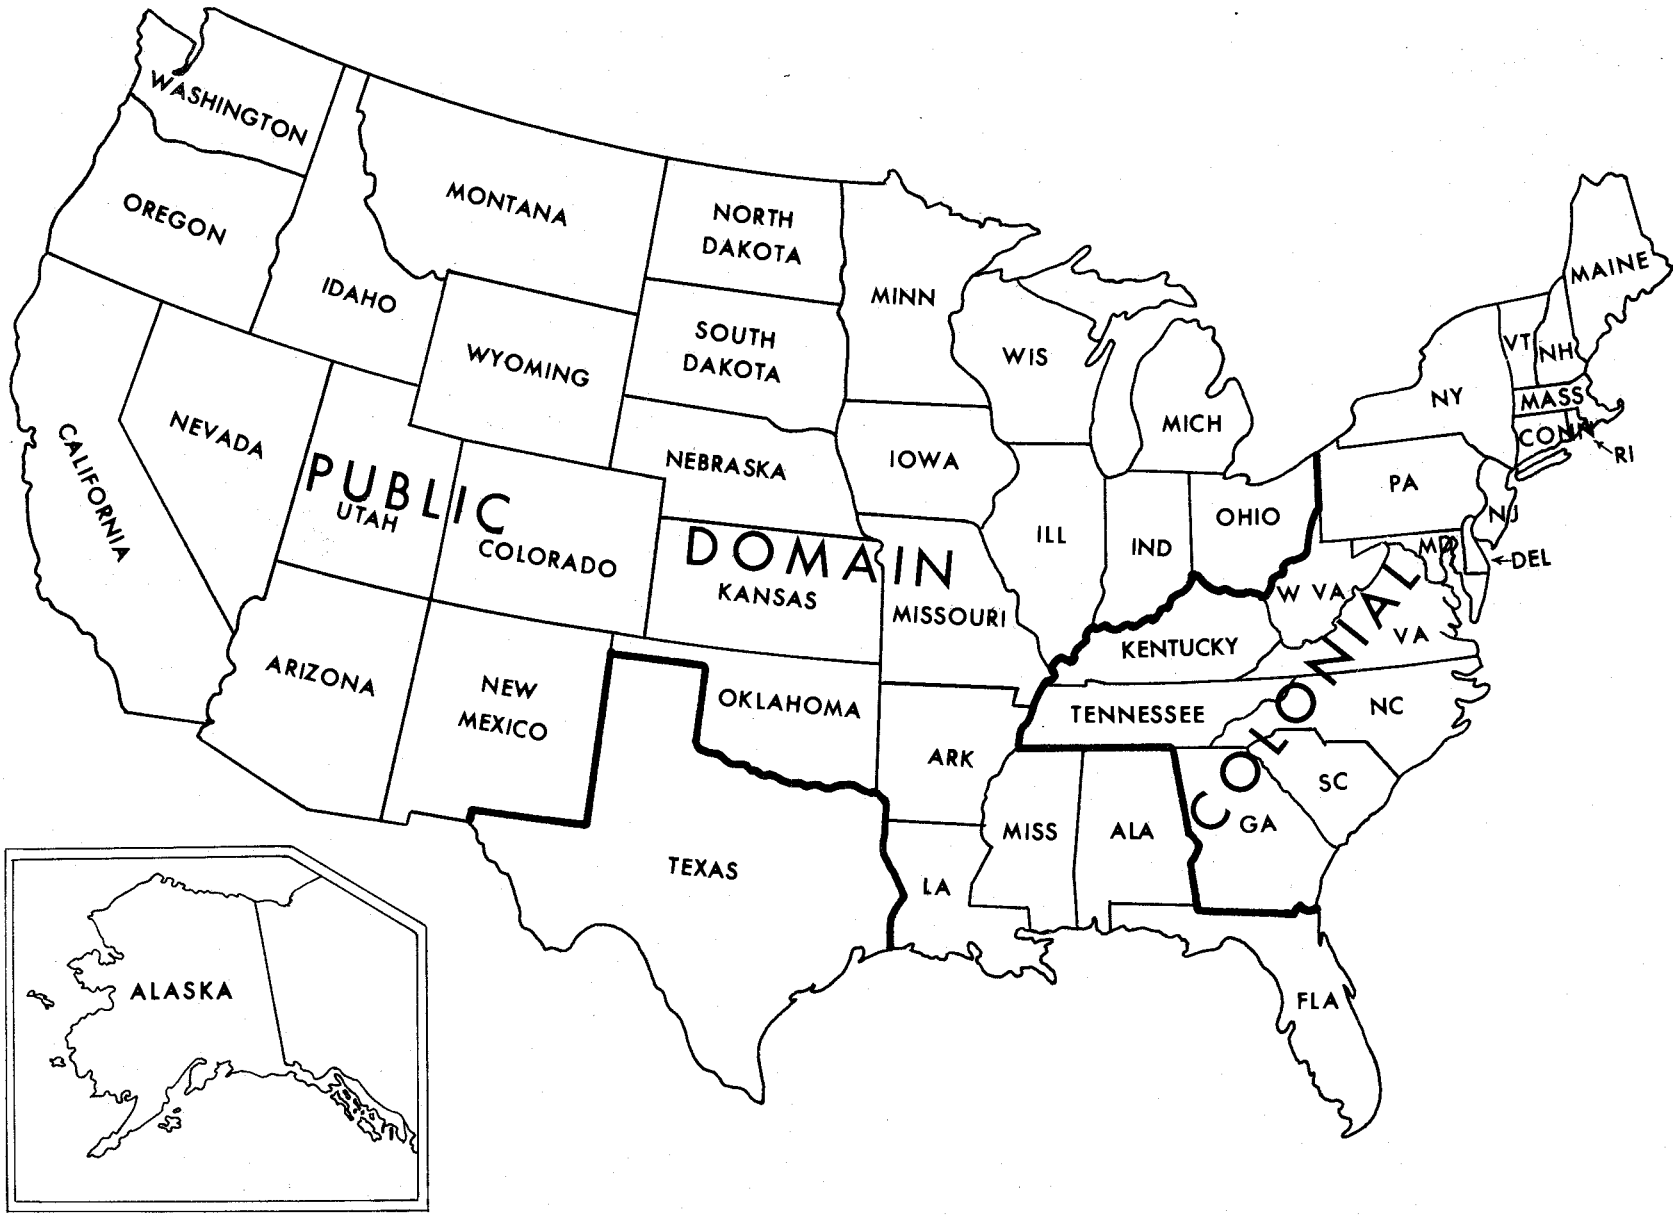 WASHINGTON
OREGON
CALIFORNIA
NEVADA
IDAHO
MONTANA
WYOMING
UTAH
COLORADO
ARIZONA
NEW
MEXICO
NORTH
DAKOTA
SOUTH
DAKOTA
NEBRASKA
KANSAS
OKLAHOMA
TEXAS
MINN
IOWA
MISSOURI
ARK
LA
WIS
ILL
MICH
IND
OHIO
KENTUCKY
TENNESSEE
MISS
ALA
GA
FLA
SC
NC
VA
W VA
MD
DEL
PA
NJ
NY
CONN
RI
MASS
VT
NH
MAINE
PUBLIC
DOMAIN
COLONIAL
ALASKA